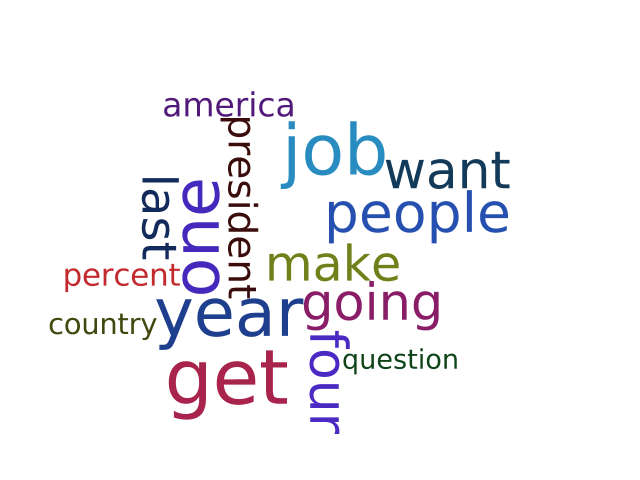 america
president
job
want
last
one
people
make
percent
year
going
country
four
question
get